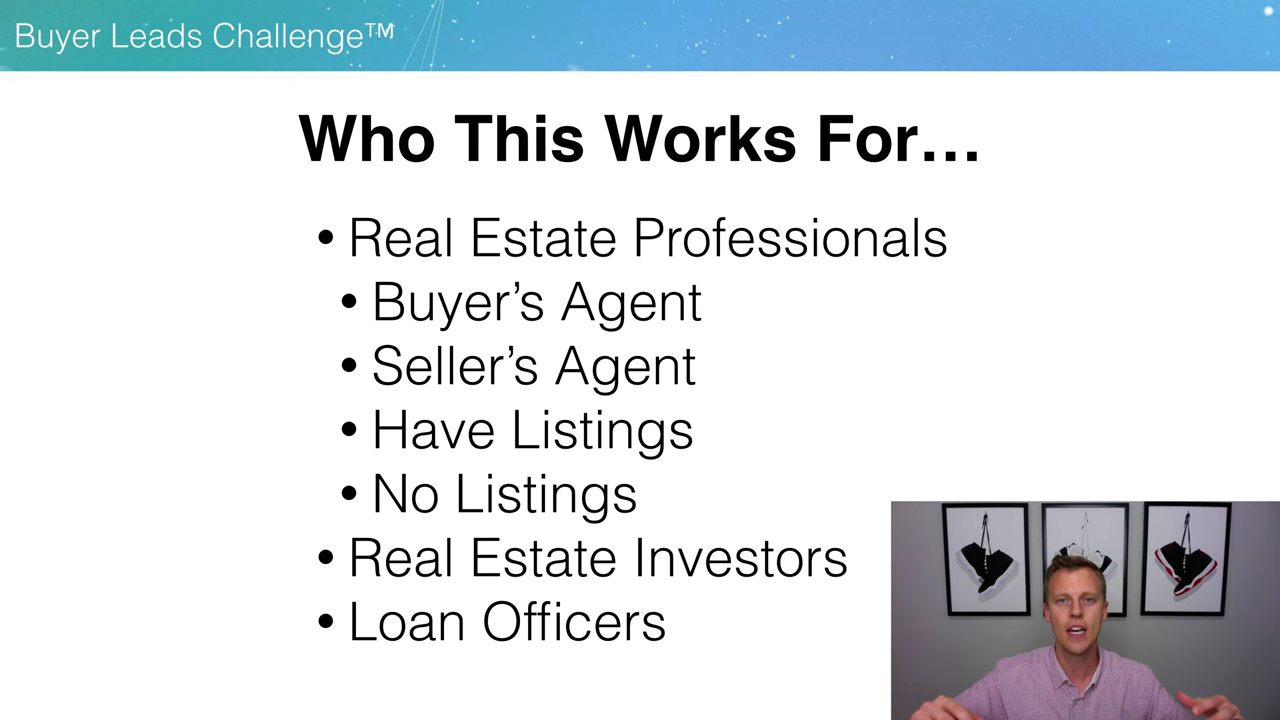 Buyer Leads Challenge™
Who This Works For…
• Real Estate Professionals
• Buyer’s Agent
• Seller’s Agent
• Have Listings
• No Listings
• Real Estate Investors
• Loan Officers